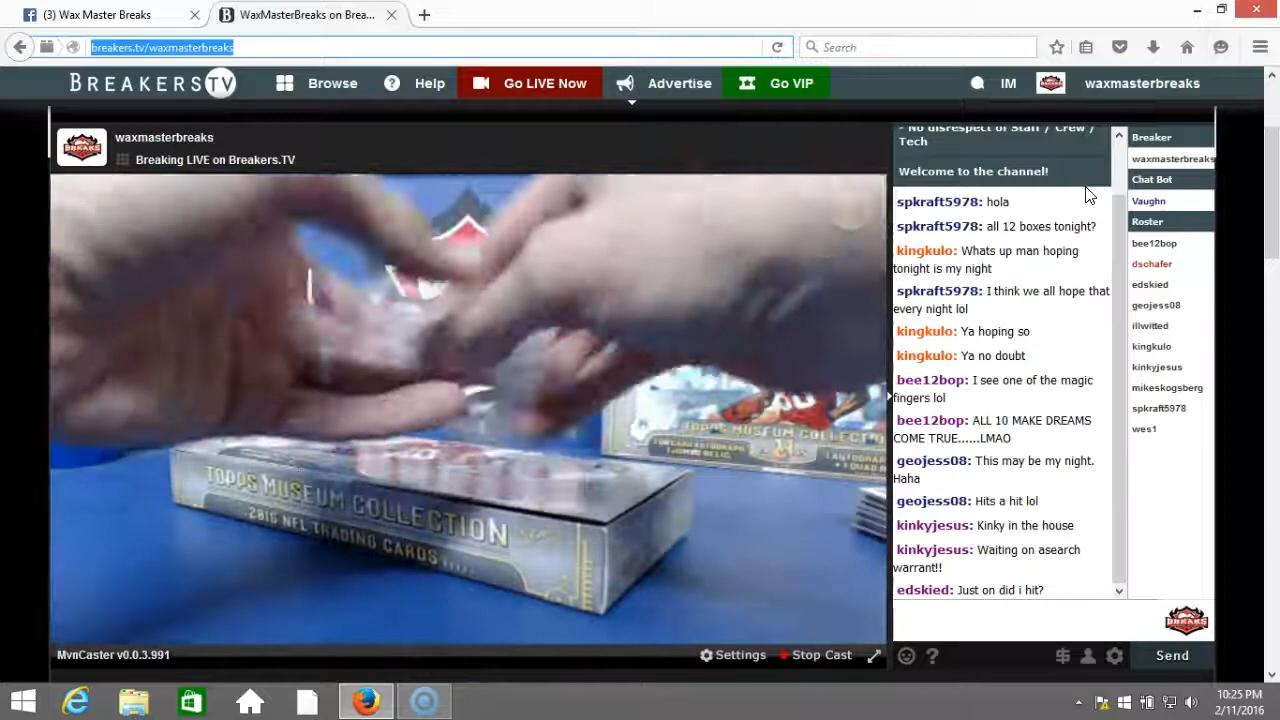 (3) Wax Master Breaks
WaxMasterBreaks on Brea...
breakers.tv/waxmasterbreaks
Search
BREAKERSTV
Browse
Help
Go LIVE Now
Advertise
Go VIP
IM
waxmasterbreaks
waxmasterbreaks
Breaking LIVE on Breakers.TV
TOPPS MUSEUM COLLECTION
2015 NFL TRADING CARDS
TOPPS MUSEUM COLLECTION
MvnCaster v0.0.3.991
Settings
Stop Cast
- No disrespect of Staff / Crew /
Tech
Welcome to the channel!
spkraft5978: hola
spkraft5978: all 12 boxes tonight?
kingkulo: Whats up man hoping
tonight is my night
spkraft5978: I think we all hope that
every night lol
kingkulo: Ya hoping so
kingkulo: Ya no doubt
bee12bop: I see one of the magic
fingers lol
bee12bop: ALL 10 MAKE DREAMS
COME TRUE......LMAO
geojess08: This may be my night.
Haha
geojess08: Hits a hit lol
kinkyjesus: Kinky in the house
kinkyjesus: Waiting on asearch
warrant!!
edskied: Just on did i hit?
BREAKS
Send
Breaker
waxmasterbreaks
Chat Bot
Vaughn
Roster
bee12bop
dschafer
edskied
geojess08
illwitted
kingkulo
kinkyjesus
mikeskogsberg
spkraft5978
wes1
10:25 PM
2/11/2016